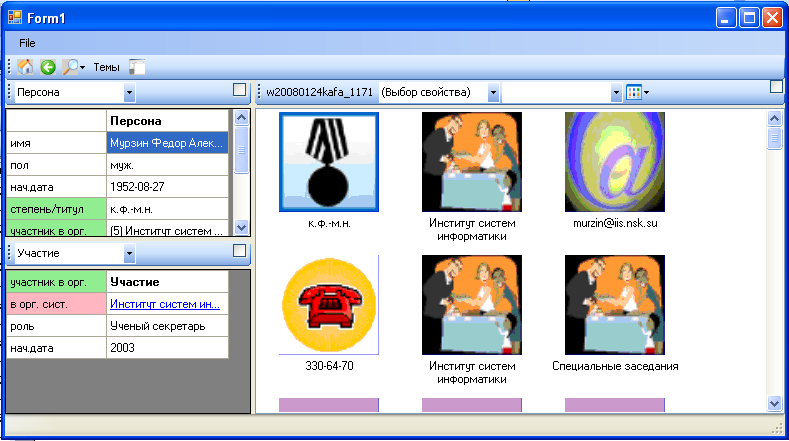 Form1
File
Темы
Персона
Персона
имя Мурзин Федор Алек...
пол муж.
нач.дата 1952-08-27
степень/титул к.ф.-м.н.
участник в орг. (5) Институт систем ...
Участие
участник в орг. Участие
в орг. сист. Институт систем ин...
роль Ученый секретарь
нач.дата 2003
w20080124kafa_1171 (Выбор свойства)
к.ф.-м.н.
Институт систем
информатики
murzin@iis.nsk.su
330-64-70
Институт систем
информатики
Специальные заседания